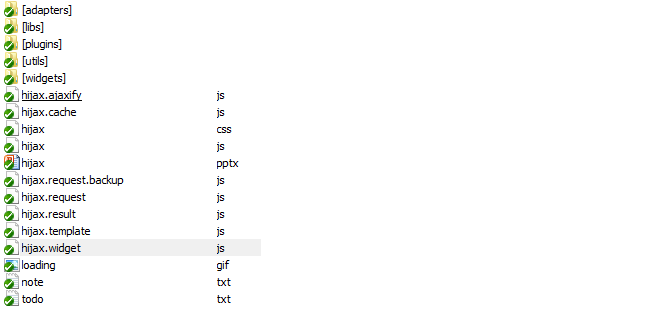 [adapters]
[libs]
[plugins]
[utils]
[widgets]
hijax.ajaxify js
hijax.cache js
hijax css
hijax js
hijax pptx
hijax.request.backup js
hijax.request js
hijax.result js
hijax.template js
hijax.widget js
loading gif
note txt
todo txt